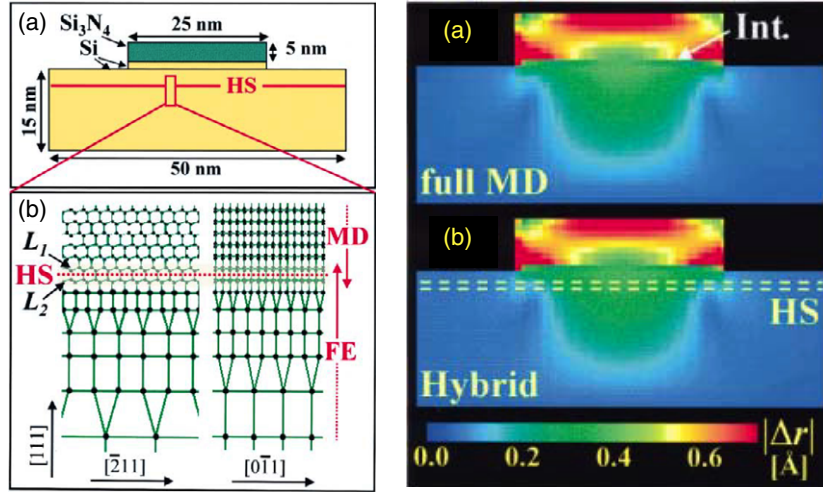 (a)
25 nm
Si₃N₄
5 nm
Si
HS
15 nm
50 nm
(b)
L₁
HS
L₂
MD
FE
[111]
[2̄11]
[01̄1]
(a)
Int.
full MD
(b)
HS
Hybrid
|Δr|
[Å]
0.0 0.2 0.4 0.6